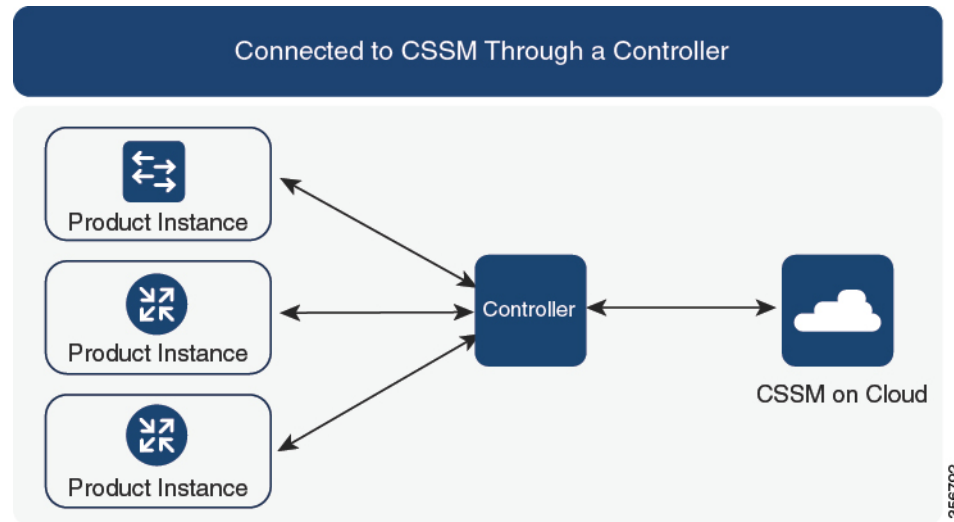 Connected to CSSM Through a Controller
Product Instance
Product Instance
Product Instance
Controller
CSSM on Cloud